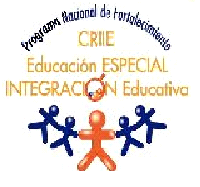 Programa Nacional de Fortalecimiento
CRIIE
Educación ESPECIAL
INTEGRACIÓN Educativa